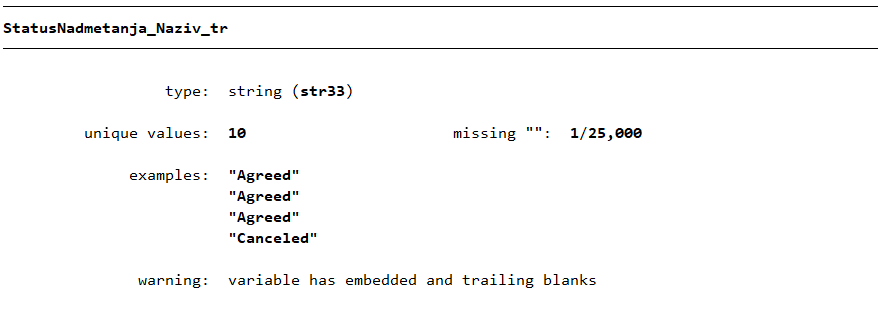 StatusNadmetanja_Naziv_tr
type: string (str33)
unique values: 10 missing "": 1/25,000
examples: "Agreed"
"Agreed"
"Agreed"
"Canceled"
warning: variable has embedded and trailing blanks